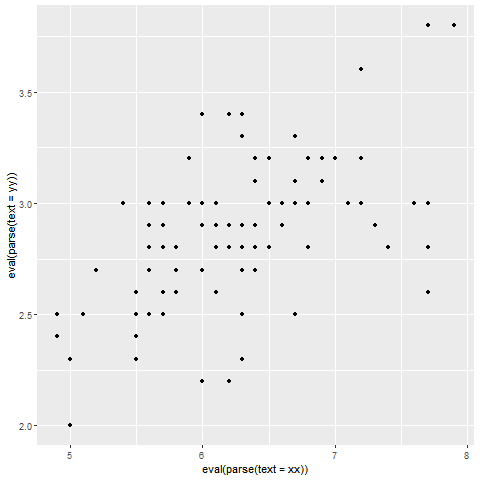 3.5
3.0
2.5
2.0
eval(parse(text = yy))
5 6 7 8
eval(parse(text = xx))